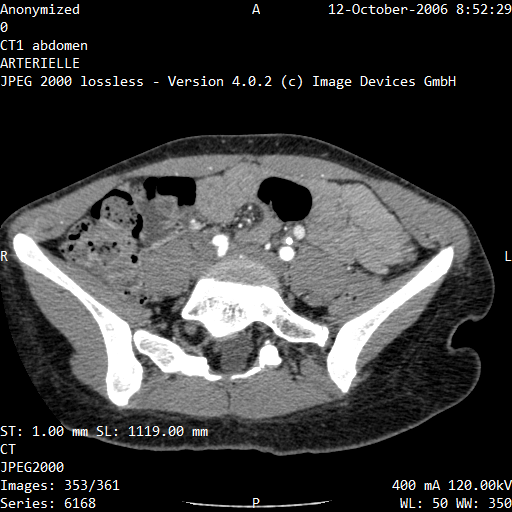 Anonymized A 12-October-2006 8:52:29
0
CT1 abdomen
ARTERIELLE
JPEG 2000 lossless - Version 4.0.2 (c) Image Devices GmbH
R L
ST: 1.00 mm SL: 1119.00 mm
CT
JPEG2000
Images: 353/361 400 mA 120.00kV
Series: 6168 P WL: 50 WW: 350